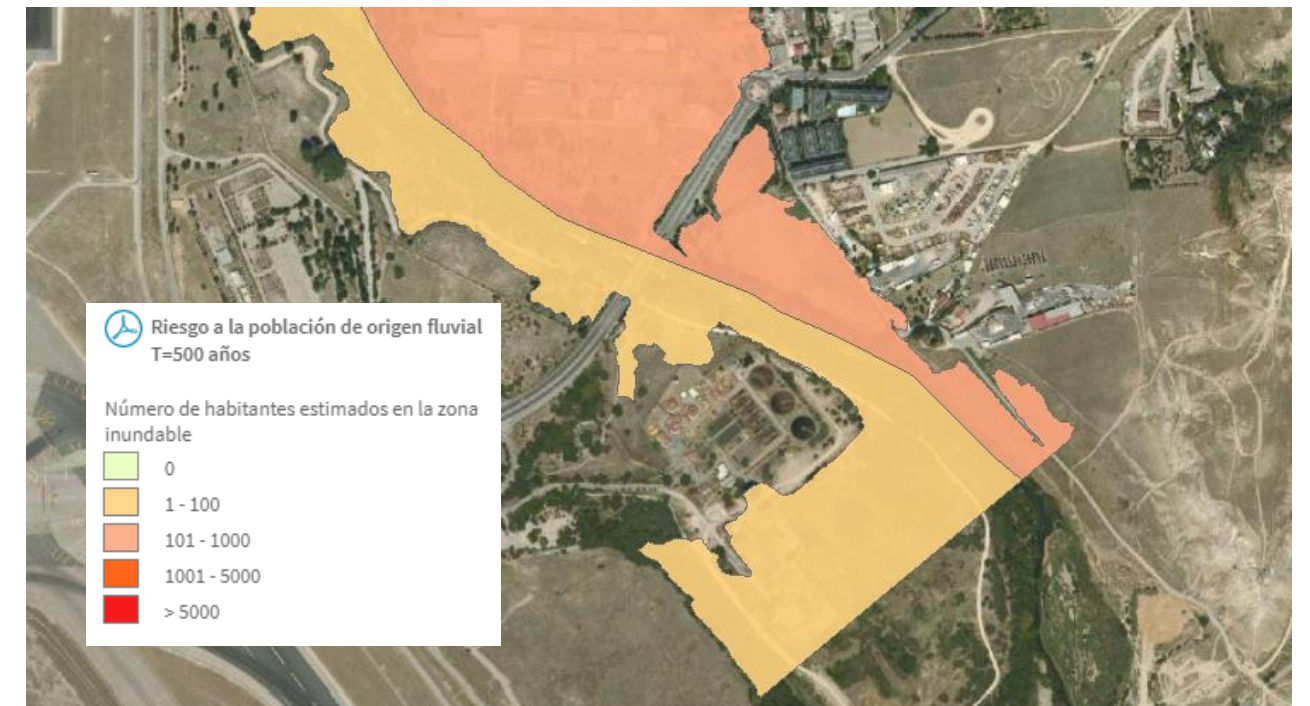 Riesgo a la población de origen fluvial
T=500 años
Número de habitantes estimados en la zona
inundable
0
1 - 100
101 - 1000
1001 - 5000
> 5000